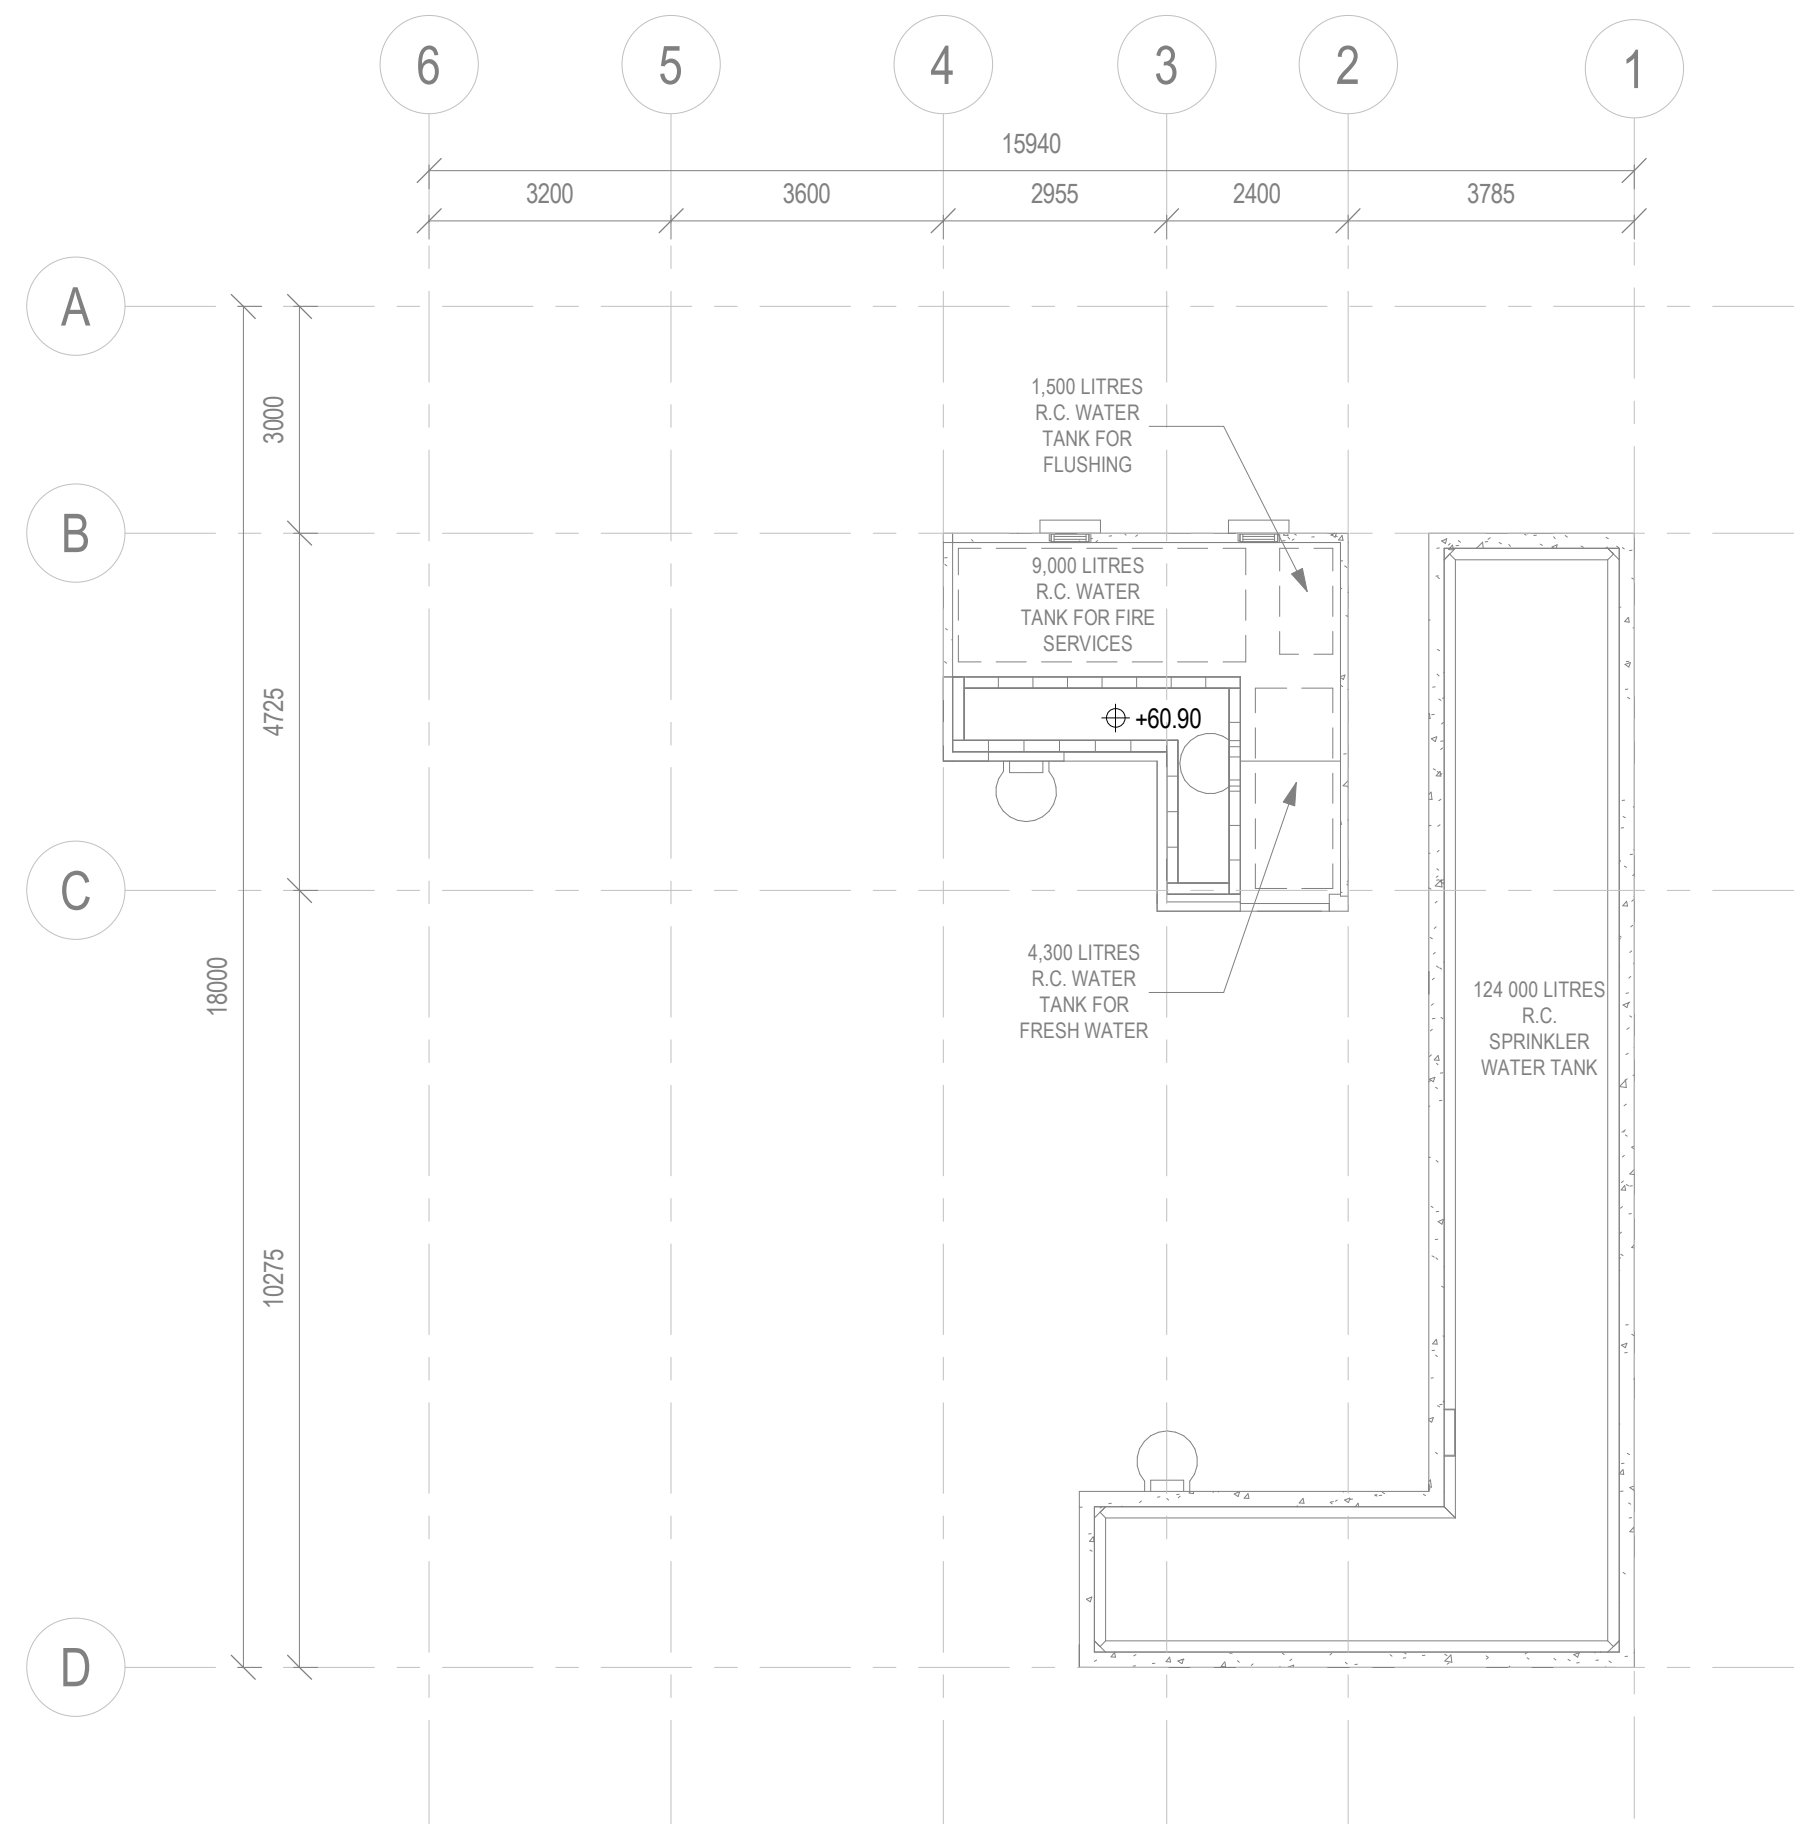 6 5 4 3 2 1
15940
3200 3600 2955 2400 3785
A
3000
1,500 LITRES
R.C. WATER
TANK FOR
FLUSHING
B
9,000 LITRES
R.C. WATER
TANK FOR FIRE
SERVICES
4725
+60.90
C
18000
4,300 LITRES
R.C. WATER
TANK FOR
FRESH WATER
124 000 LITRES
R.C.
SPRINKLER
WATER TANK
10275
D